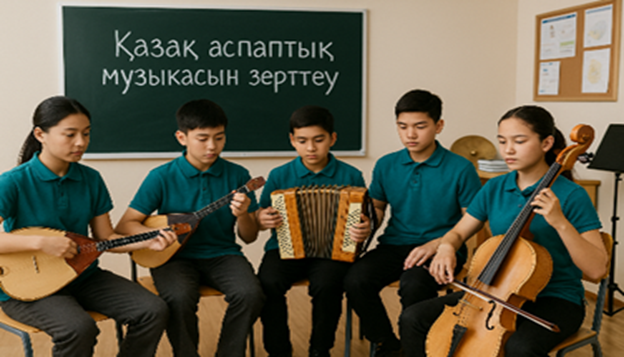 Қазақ аспаптық
музыкасын зерттеу